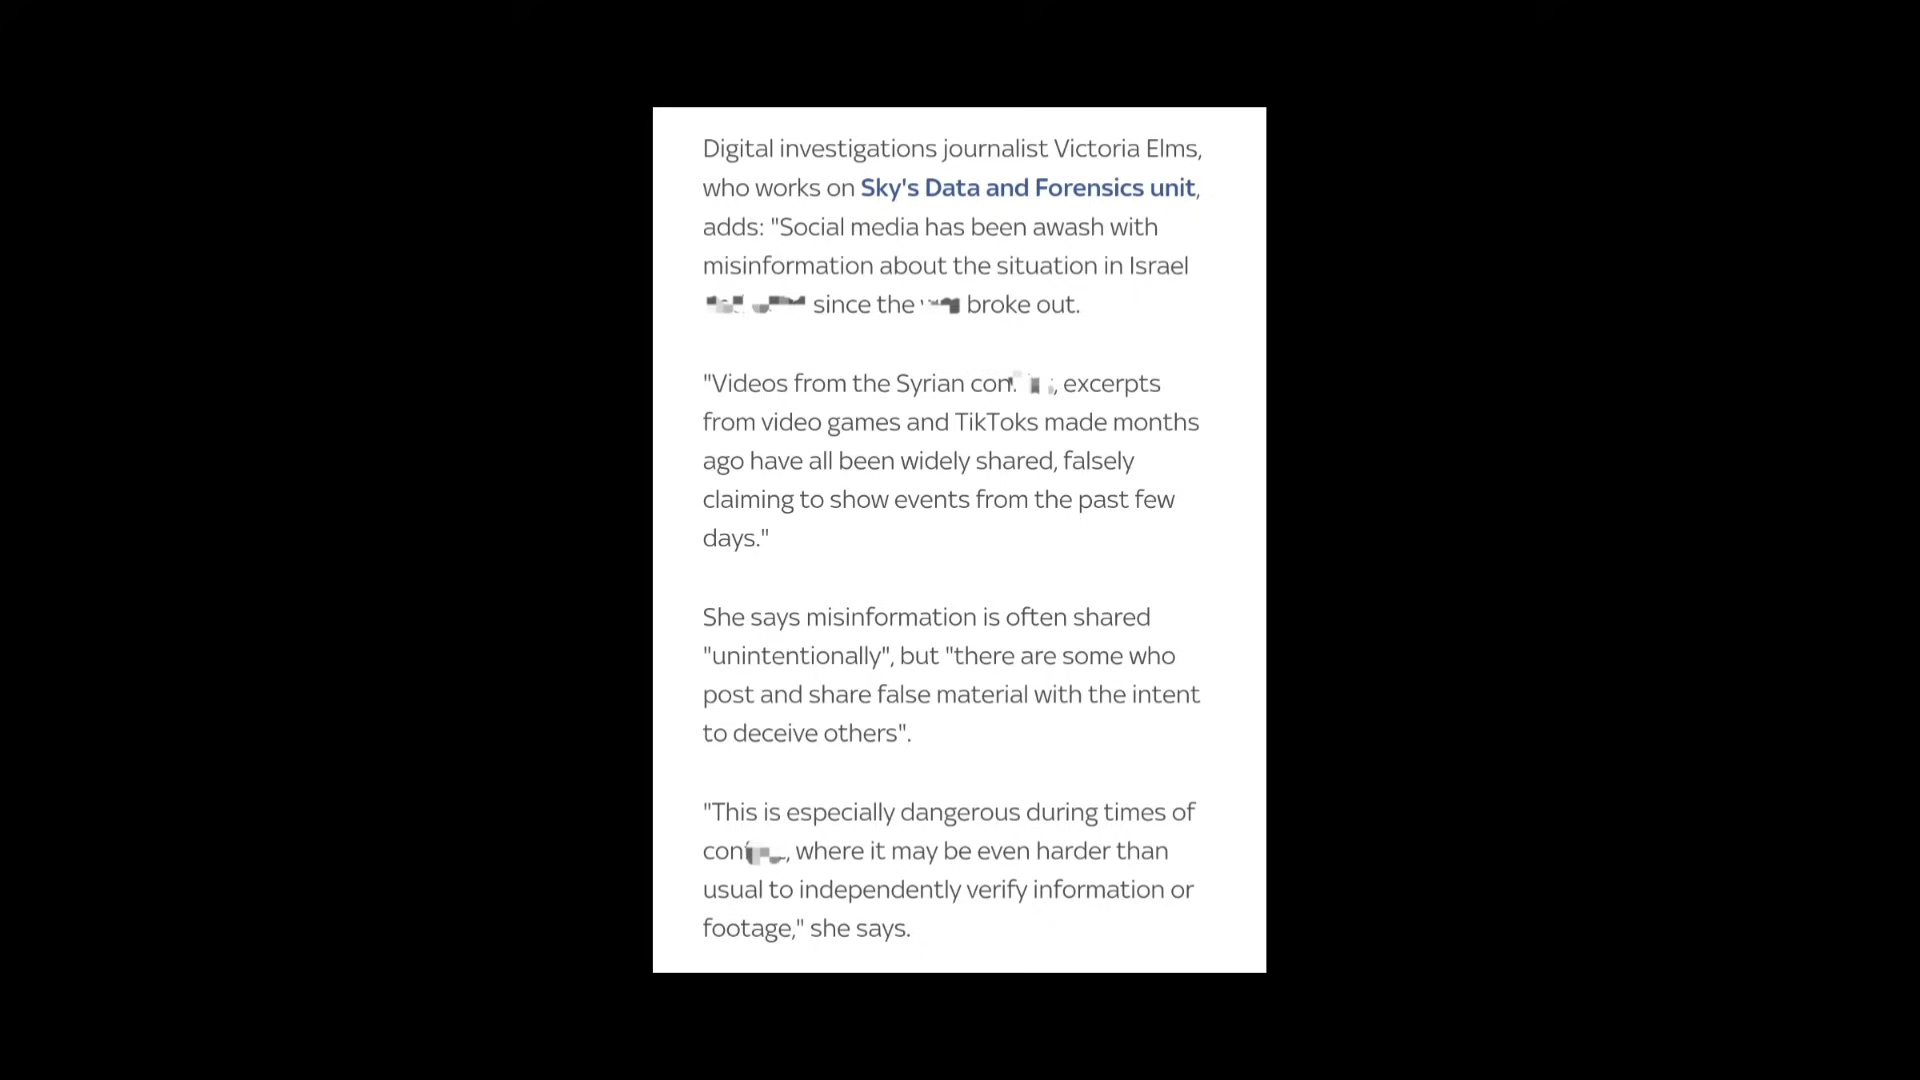 Digital investigations journalist Victoria Elms,
who works on Sky's Data and Forensics unit,
adds: "Social media has been awash with
misinformation about the situation in Israel
since the broke out.
"Videos from the Syrian excerpts
from video games and TikToks made months
ago have all been widely shared, falsely
claiming to show events from the past few
days."
She says misinformation is often shared
"unintentionally", but "there are some who
post and share false material with the intent
to deceive others".
"This is especially dangerous during times of
where it may be even harder than
usual to independently verify information or
footage," she says.